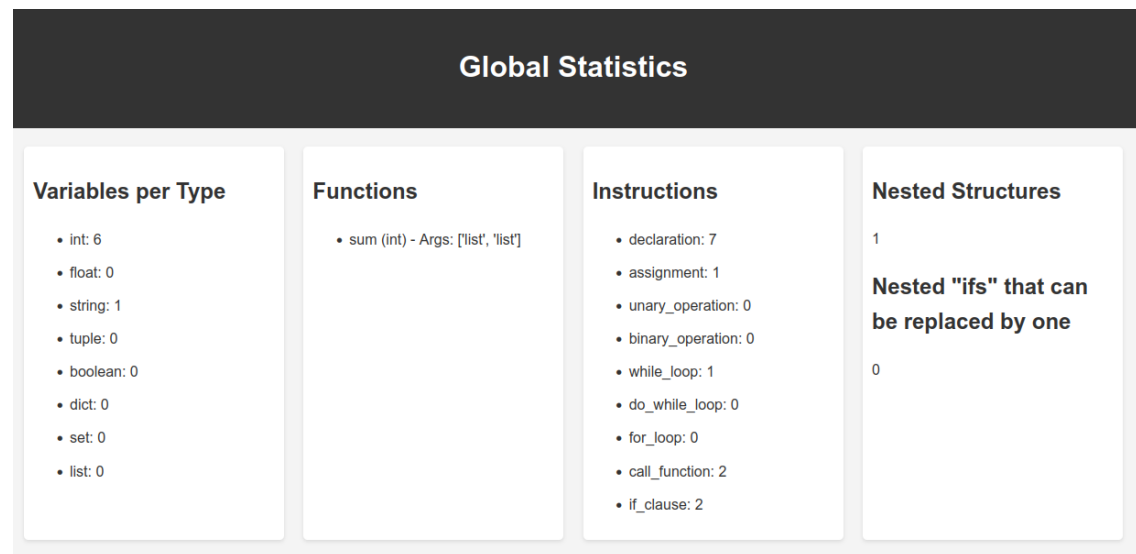 Global Statistics
Variables per Type
• int: 6
• float: 0
• string: 1
• tuple: 0
• boolean: 0
• dict: 0
• set: 0
• list: 0
Functions
• sum (int) - Args: ['list', 'list']
Instructions
• declaration: 7
• assignment: 1
• unary_operation: 0
• binary_operation: 0
• while_loop: 1
• do_while_loop: 0
• for_loop: 0
• call_function: 2
• if_clause: 2
Nested Structures
1
Nested "ifs" that can
be replaced by one
0